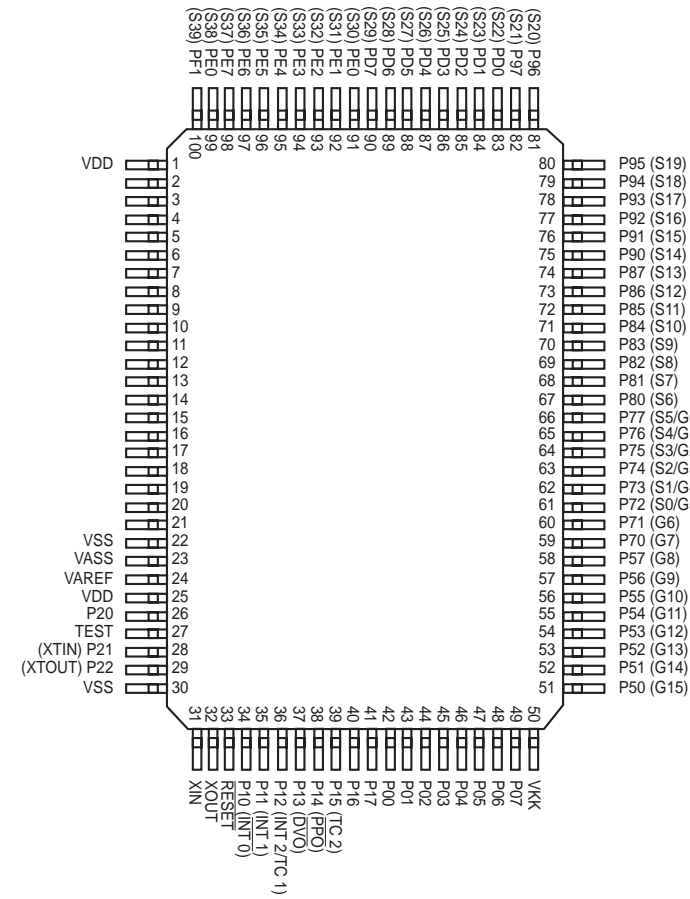 (S39) PF1
(S38) PE0
(S37) PE7
(S36) PE6
(S35) PE5
(S34) PE4
(S33) PE3
(S32) PE2
(S31) PE1
(S30) PE0
(S29) PD7
(S28) PD6
(S27) PD5
(S26) PD4
(S25) PD3
(S24) PD2
(S23) PD1
(S22) PD0
(S21) P97
(S20) P96
100
99
98
97
96
95
94
93
92
91
90
89
88
87
86
85
84
83
82
81
VDD 1
2
3
4
5
6
7
8
9
10
11
12
13
14
15
16
17
18
19
20
21
VSS 22
VASS 23
VAREF 24
VDD 25
P20 26
TEST 27
(XTIN) P21 28
(XTOUT) P22 29
VSS 30
80 P95 (S19)
79 P94 (S18)
78 P93 (S17)
77 P92 (S16)
76 P91 (S15)
75 P90 (S14)
74 P87 (S13)
73 P86 (S12)
72 P85 (S11)
71 P84 (S10)
70 P83 (S9)
69 P82 (S8)
68 P81 (S7)
67 P80 (S6)
66 P77 (S5/G
65 P76 (S4/G
64 P75 (S3/G
63 P74 (S2/G
62 P73 (S1/G
61 P72 (S0/G
60 P71 (G6)
59 P70 (G7)
58 P57 (G8)
57 P56 (G9)
56 P55 (G10)
55 P54 (G11)
54 P53 (G12)
53 P52 (G13)
52 P51 (G14)
51 P50 (G15)
31
32
33
34
35
36
37
38
39
40
41
42
43
44
45
46
47
48
49
50
XIN
XOUT
RESET
P10 (INT 0)
P11 (INT 1)
P12 (INT 2/TC 1)
P13 (DVO)
P14 (PPO)
P15 (TC 2)
P16
P17
P00
P01
P02
P03
P04
P05
P06
P07
VKK